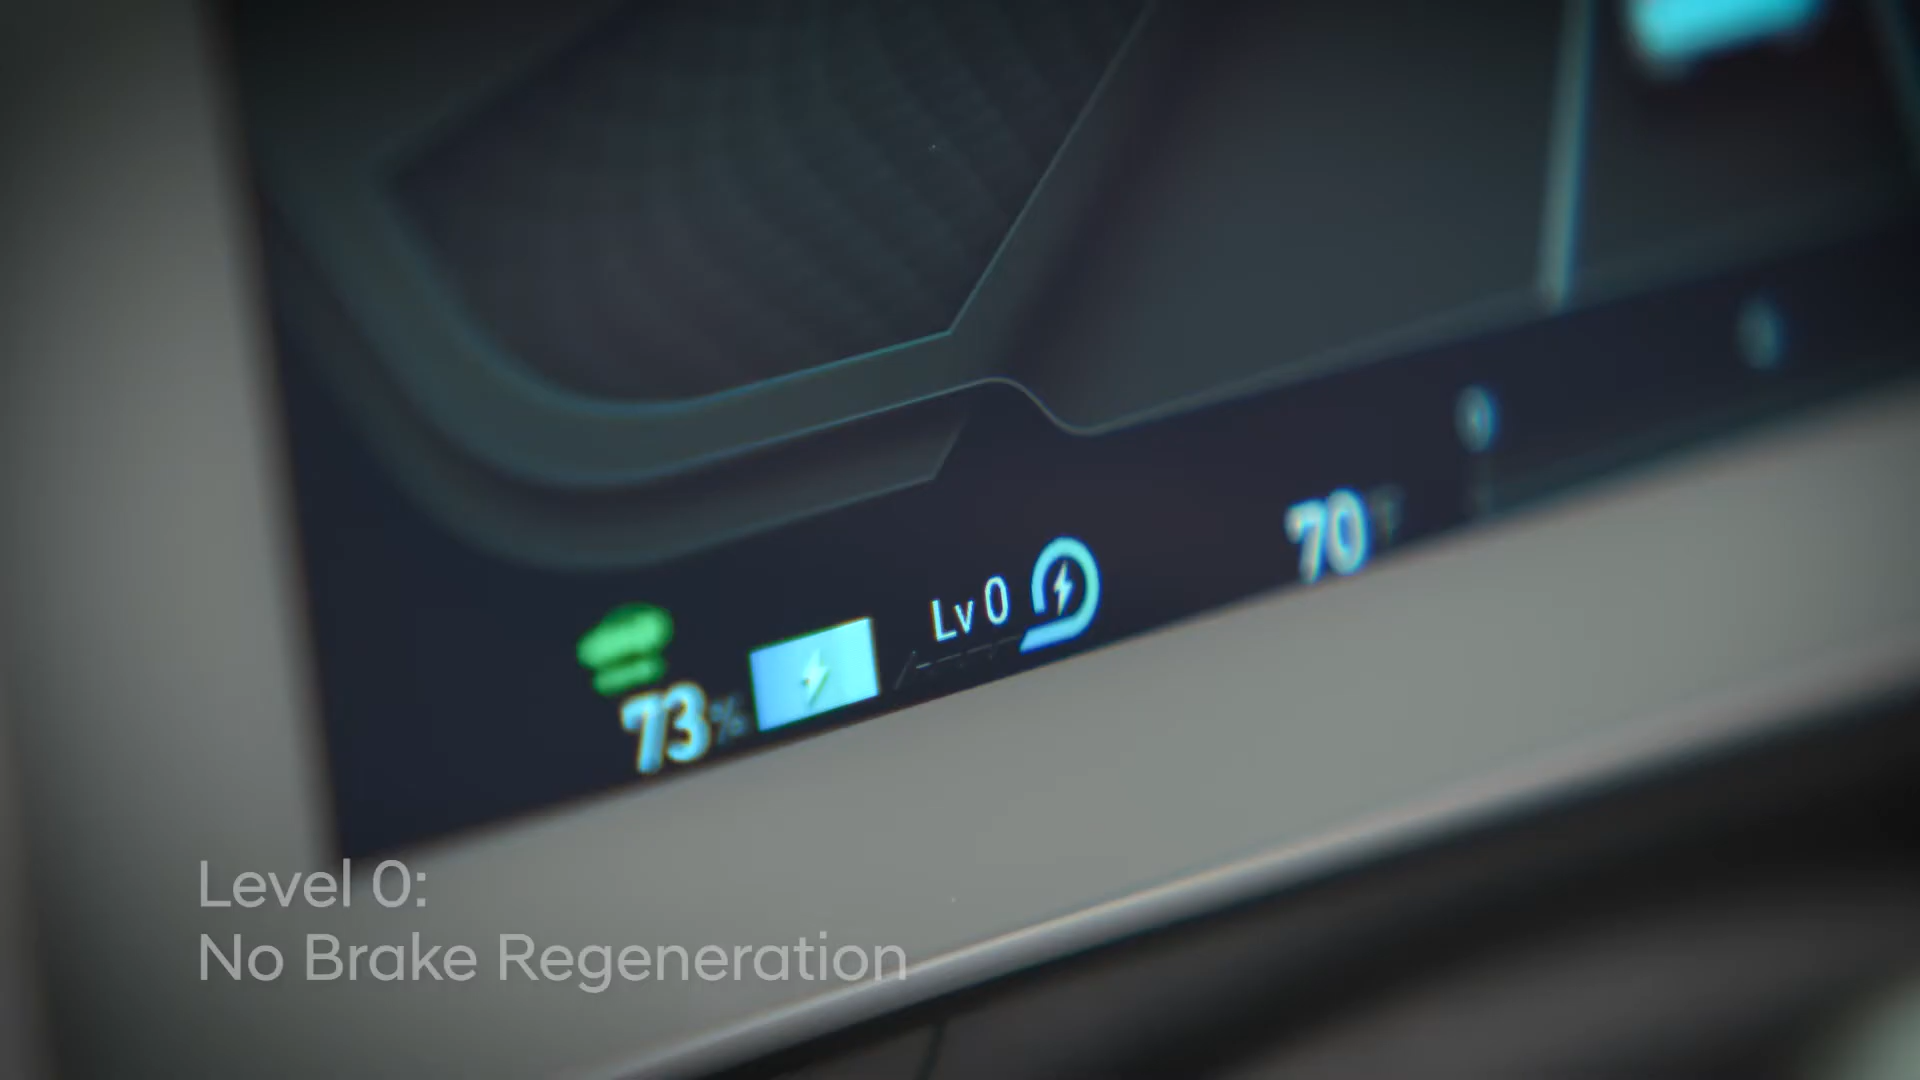 Lv 0
70°F
73%
Level 0:
No Brake Regeneration